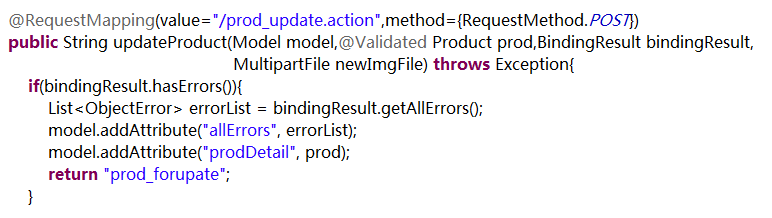 @RequestMapping(value="/prod_update.action",method={RequestMethod.POST})
public String updateProduct(Model model,@Validated Product prod,BindingResult bindingResult,
MultipartFile newImgFile) throws Exception{
if(bindingResult.hasErrors()){
List<ObjectError> errorList = bindingResult.getAllErrors();
model.addAttribute("allErrors", errorList);
model.addAttribute("prodDetail", prod);
return "prod_forupate";
}